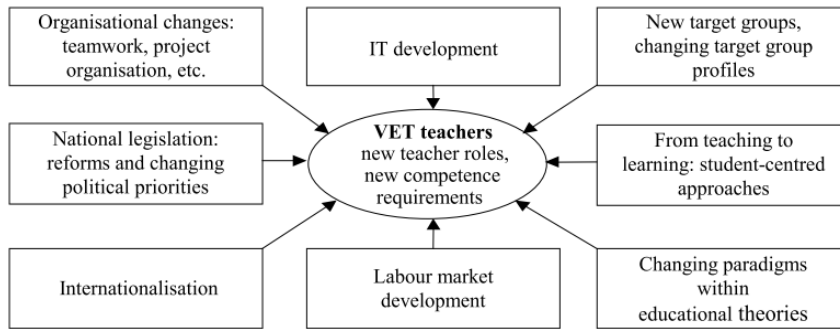 Organisational changes:
teamwork, project
organisation, etc.
IT development
New target groups,
changing target group
profiles
National legislation:
reforms and changing
political priorities
VET teachers
new teacher roles,
new competence
requirements
From teaching to
learning: student-centred
approaches
Internationalisation
Labour market
development
Changing paradigms
within
educational theories